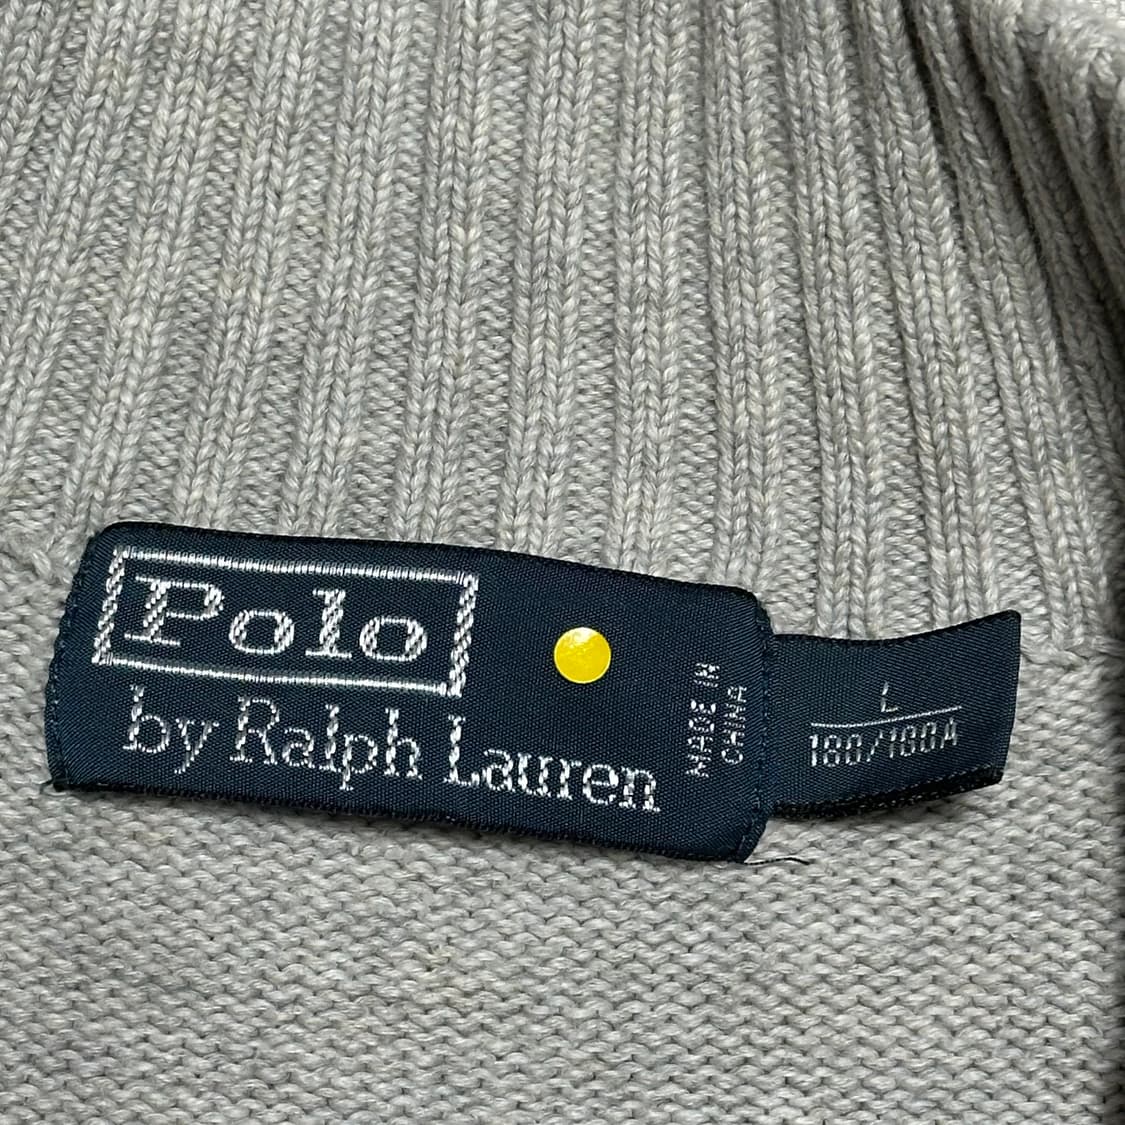 Polo
by Ralph Lauren
MADE IN
CHINA
L
180/100A